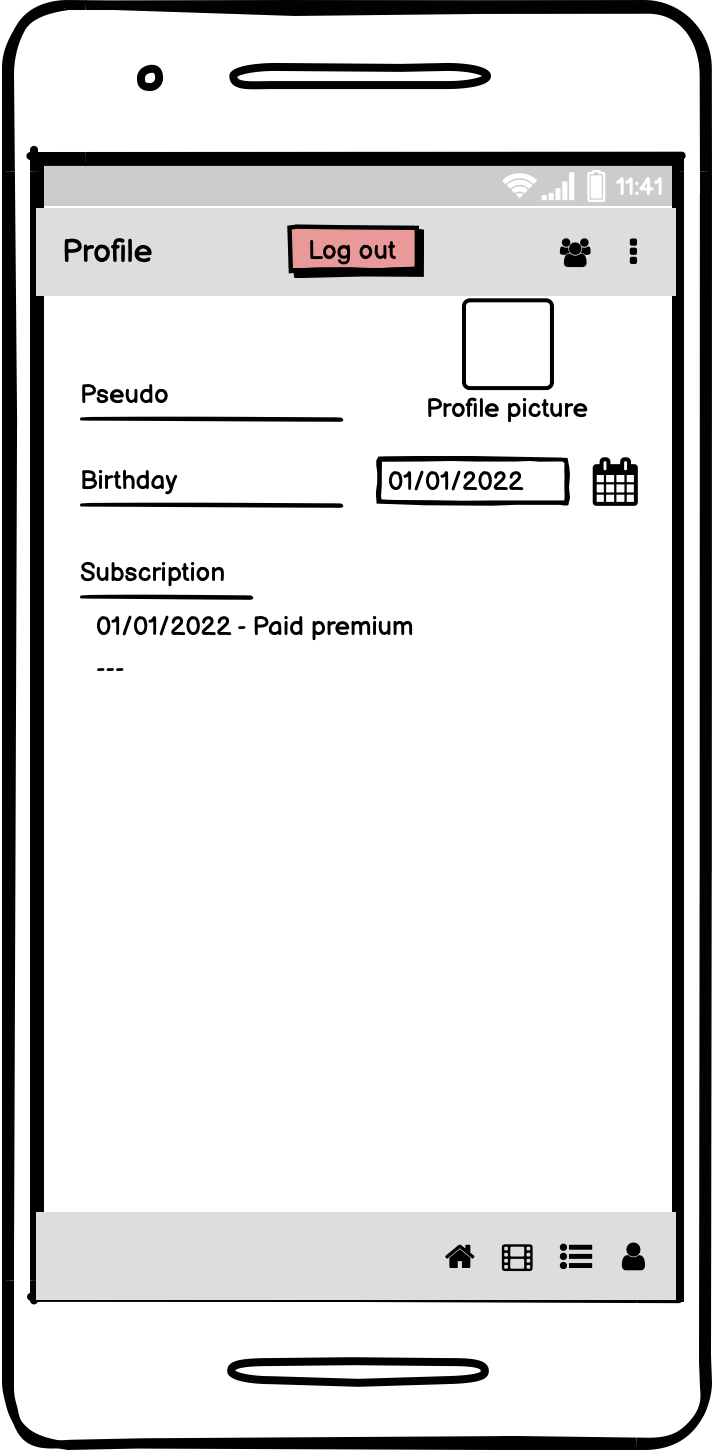 11:41
Profile
Log out
Pseudo
Profile picture
Birthday
01/01/2022
Subscription
01/01/2022 - Paid premium
---